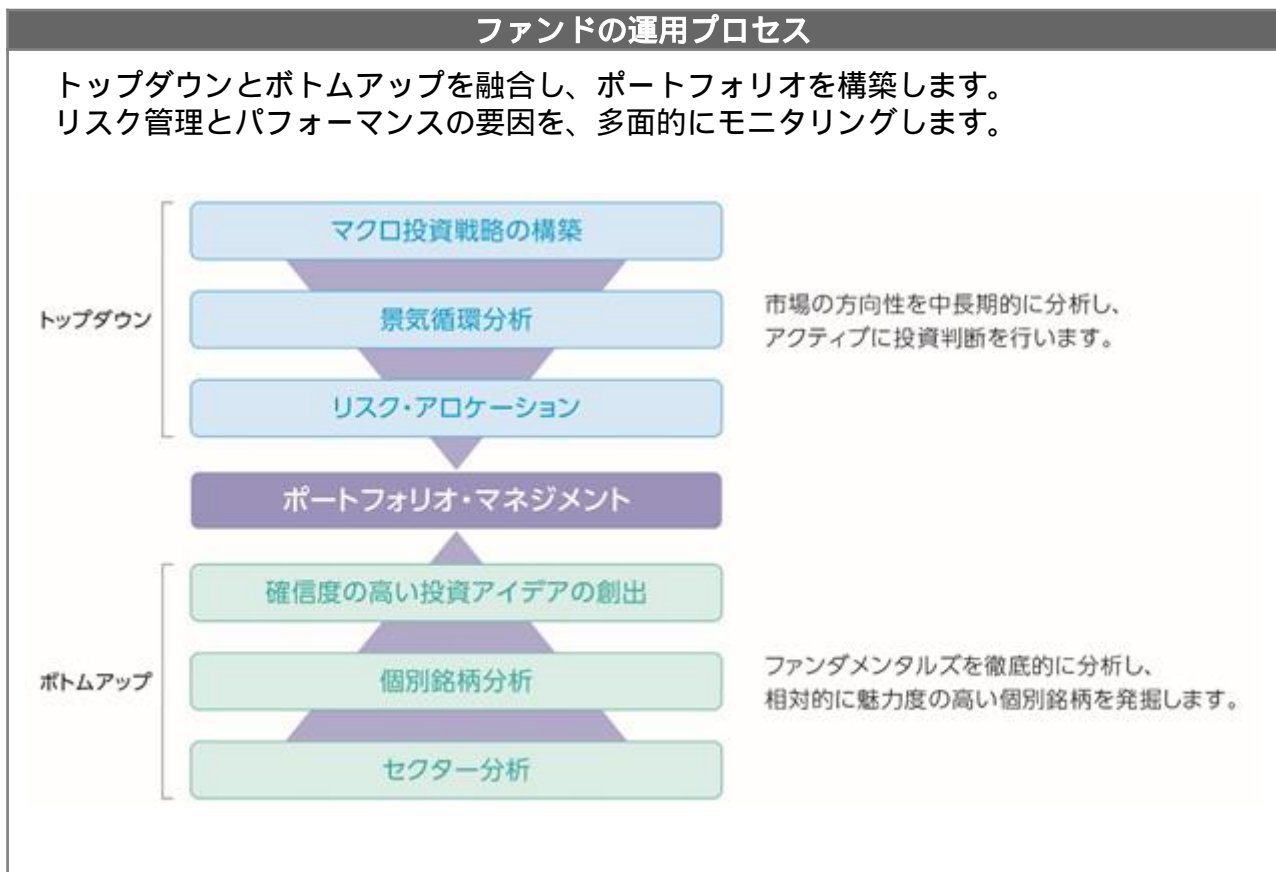 ファンドの運用プロセス
トップダウンとボトムアップを融合し、ポートフォリオを構築します。
リスク管理とパフォーマンスの要因を、多面的にモニタリングします。
トップダウン
マクロ投資戦略の構築
景気循環分析
リスク・アロケーション
市場の方向性を中長期的に分析し、
アクティブに投資判断を行います。
ポートフォリオ・マネジメント
ボトムアップ
確信度の高い投資アイデアの創出
個別銘柄分析
セクター分析
ファンダメンタルズを徹底的に分析し、
相対的に魅力度の高い個別銘柄を発掘します。